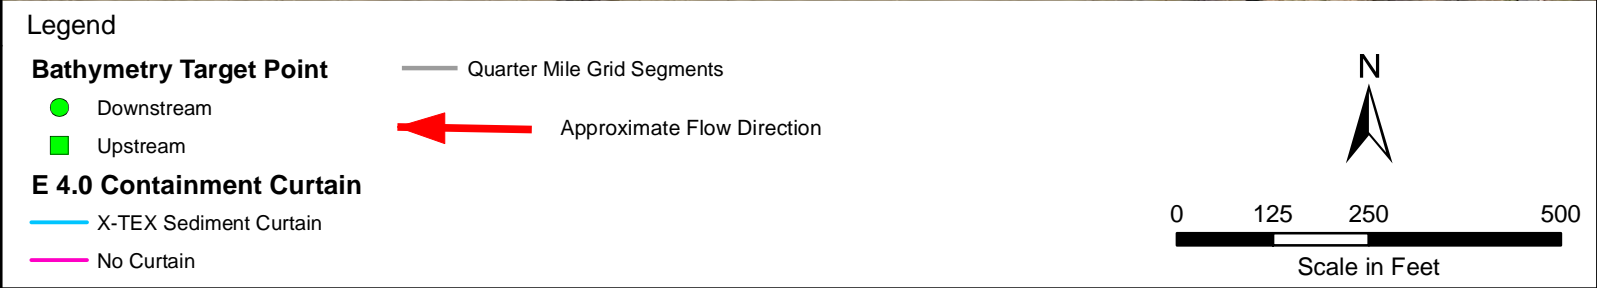 Legend
Bathymetry Target Point
Downstream
Upstream
E 4.0 Containment Curtain
X-TEX Sediment Curtain
No Curtain
Quarter Mile Grid Segments
Approximate Flow Direction
N
0 125 250 500
Scale in Feet